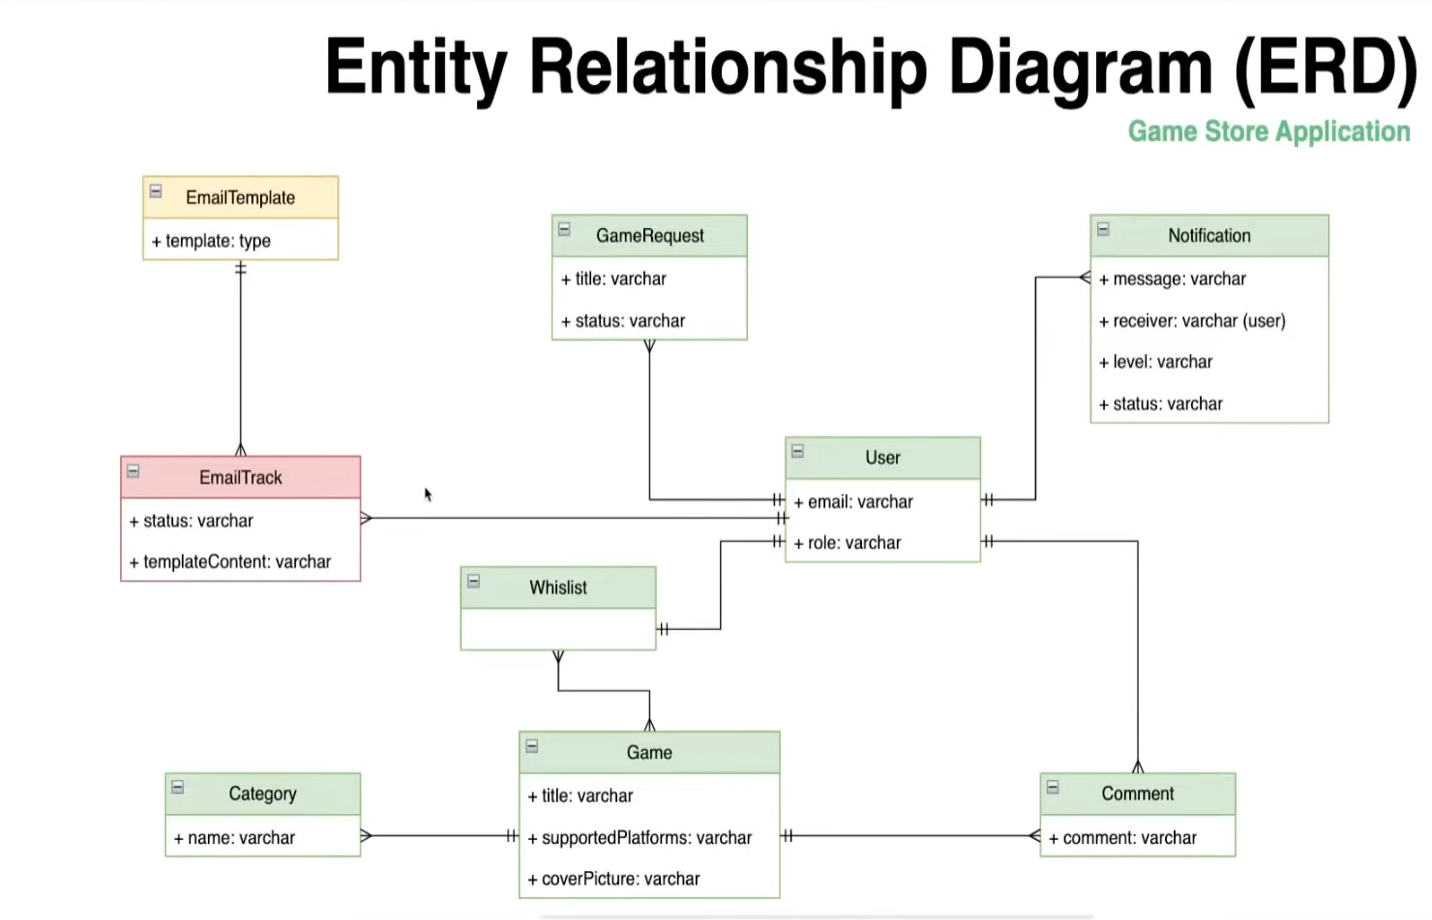 Entity Relationship Diagram (ERD)
Game Store Application
EmailTemplate
+ template: type
GameRequest
+ title: varchar
+ status: varchar
Notification
+ message: varchar
+ receiver: varchar (user)
+ level: varchar
+ status: varchar
EmailTrack
+ status: varchar
+ templateContent: varchar
User
+ email: varchar
+ role: varchar
Whislist
Game
+ title: varchar
+ supportedPlatforms: varchar
+ coverPicture: varchar
Category
+ name: varchar
Comment
+ comment: varchar